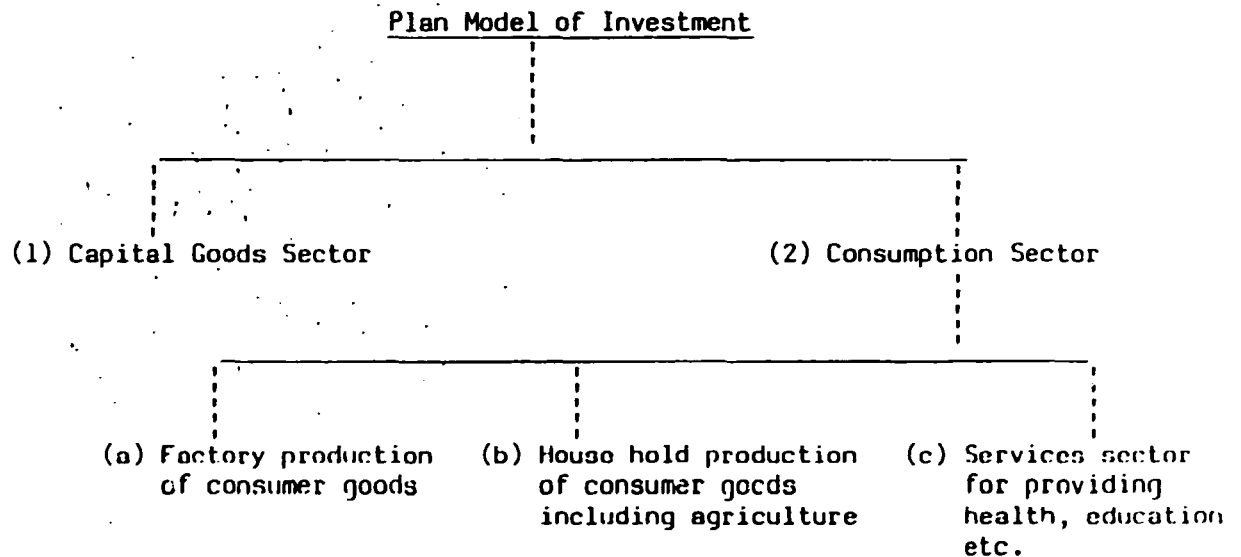 Plan Model of Investment
(1) Capital Goods Sector
(2) Consumption Sector
(a) Factory production
of consumer goods
(b) House hold production
of consumer goods
including agriculture
(c) Services sector
for providing
health, education
etc.